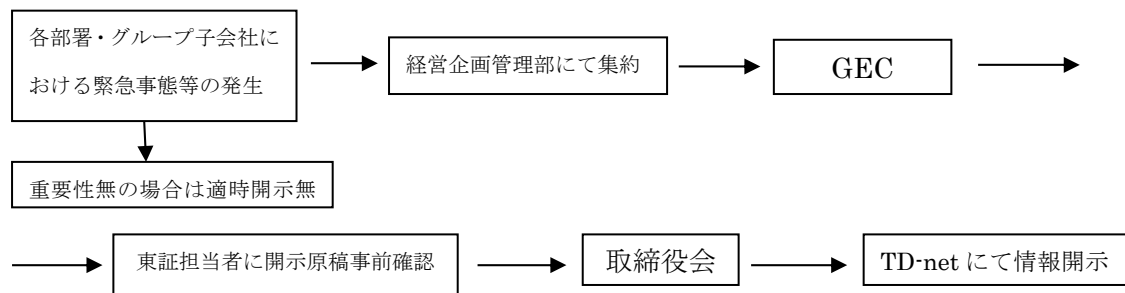 各部署・グループ子会社に
おける緊急事態等の発生
経営企画管理部にて集約
GEC
重要性無の場合は適時開示無
東証担当者に開示原稿事前確認
取締役会
TD-net にて情報開示